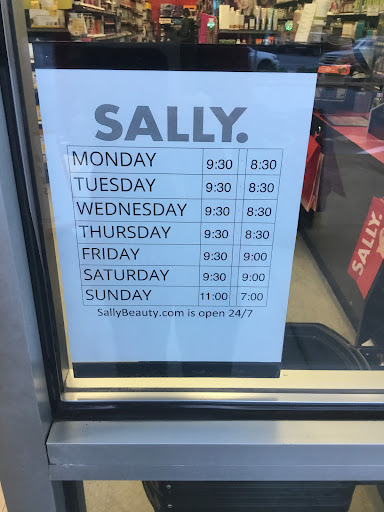 SALLY.
MONDAY 9:30 8:30
TUESDAY 9:30 8:30
WEDNESDAY 9:30 8:30
THURSDAY 9:30 8:30
FRIDAY 9:30 9:00
SATURDAY 9:30 9:00
SUNDAY 11:00 7:00
SallyBeauty.com is open 24/7
SALLY